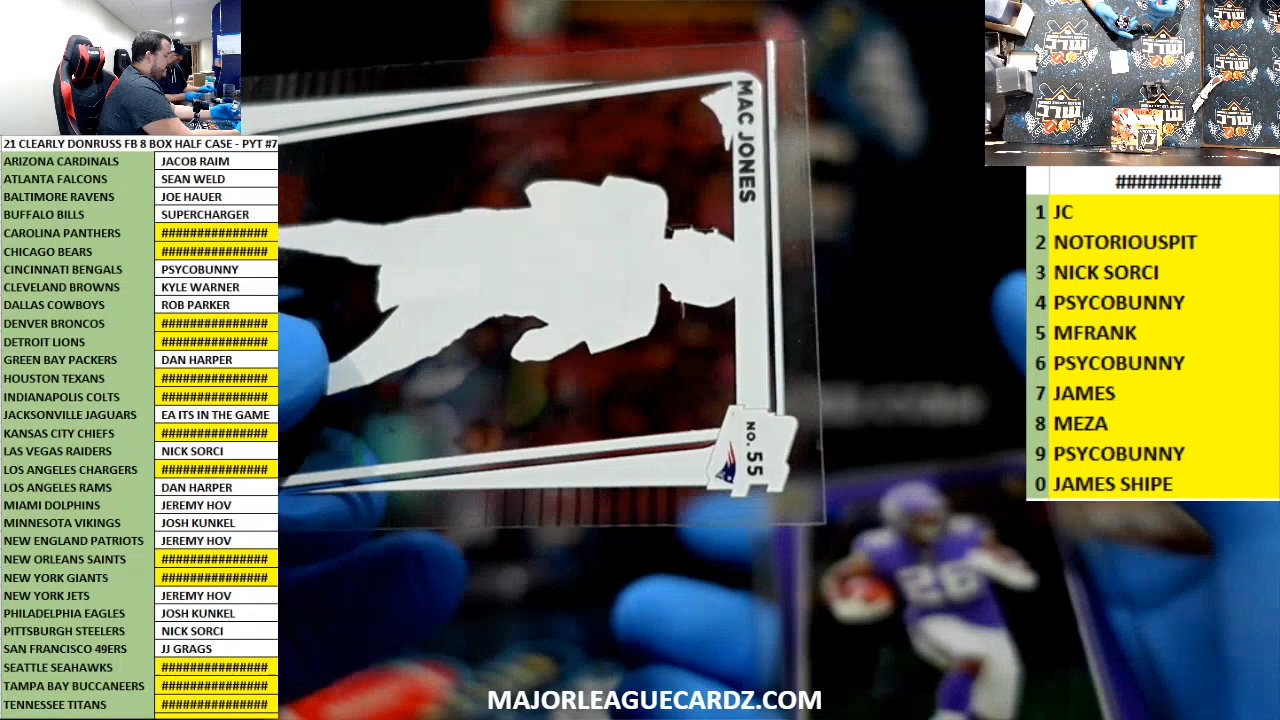 21 CLEARLY DONRUSS FB 8 BOX HALF CASE - PYT #7
ARIZONA CARDINALS JACOB RAIM
ATLANTA FALCONS SEAN WELD
BALTIMORE RAVENS JOE HAUER
BUFFALO BILLS SUPERCHARGER
CAROLINA PANTHERS ###############
CHICAGO BEARS ###############
CINCINNATI BENGALS PSYCOBUNNY
CLEVELAND BROWNS KYLE WARNER
DALLAS COWBOYS ROB PARKER
DENVER BRONCOS ###############
DETROIT LIONS ###############
GREEN BAY PACKERS DAN HARPER
HOUSTON TEXANS ###############
INDIANAPOLIS COLTS ###############
JACKSONVILLE JAGUARS EA ITS IN THE GAME
KANSAS CITY CHIEFS ###############
LAS VEGAS RAIDERS NICK SORCI
LOS ANGELES CHARGERS ###############
LOS ANGELES RAMS DAN HARPER
MIAMI DOLPHINS JEREMY HOV
MINNESOTA VIKINGS JOSH KUNKEL
NEW ENGLAND PATRIOTS JEREMY HOV
NEW ORLEANS SAINTS ###############
NEW YORK GIANTS ###############
NEW YORK JETS JEREMY HOV
PHILADELPHIA EAGLES JOSH KUNKEL
PITTSBURGH STEELERS NICK SORCI
SAN FRANCISCO 49ERS JJ GRAGS
SEATTLE SEAHAWKS ###############
TAMPA BAY BUCCANEERS ###############
TENNESSEE TITANS ###############
MAC JONES
NO. 55
26
MAJORLEAGUECARDZ.COM
MLC
##########
1 JC
2 NOTORIOUSPIT
3 NICK SORCI
4 PSYCOBUNNY
5 MFRANK
6 PSYCOBUNNY
7 JAMES
8 MEZA
9 PSYCOBUNNY
0 JAMES SHIPE